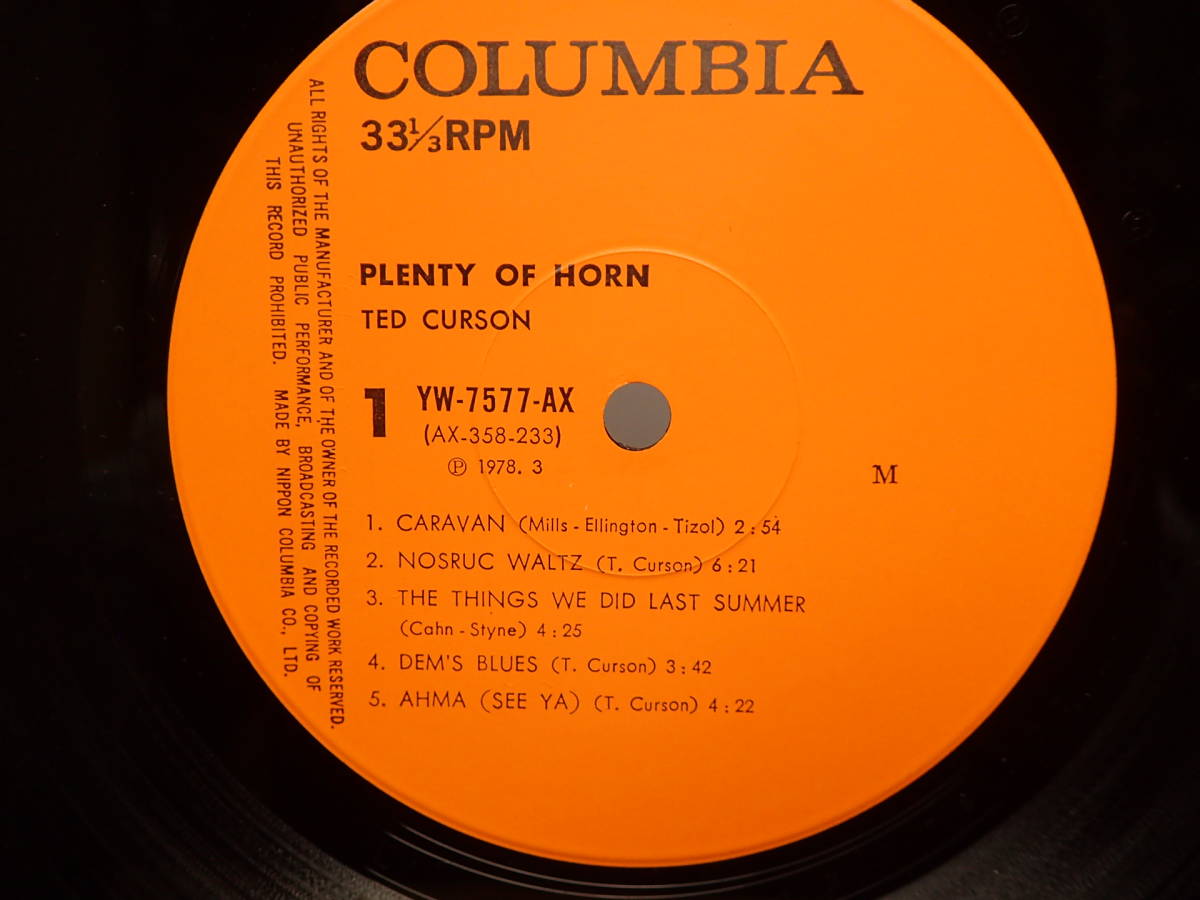 COLUMBIA
33⅓RPM
PLENTY OF HORN
TED CURSON
1 YW-7577-AX
(AX-358-233)
℗ 1978. 3
M
1. CARAVAN (Mills - Ellington - Tizol) 2:54
2. NOSRUC WALTZ (T. Curson) 6:21
3. THE THINGS WE DID LAST SUMMER
(Cahn - Styne) 4:25
4. DEM'S BLUES (T. Curson) 3:42
5. AHMA (SEE YA) (T. Curson) 4:22
ALL RIGHTS OF THE MANUFACTURER AND OF THE OWNER OF THE RECORDED WORK RESERVED.
UNAUTHORIZED PUBLIC PERFORMANCE, BROADCASTING AND COPYING OF
THIS RECORD PROHIBITED. MADE BY NIPPON COLUMBIA CO., LTD.